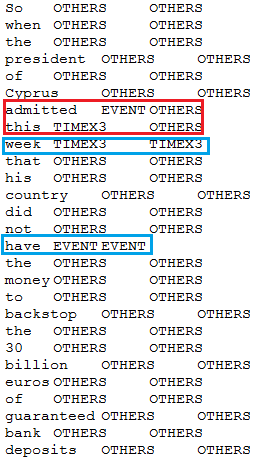 So OTHERS OTHERS
when OTHERS OTHERS
the OTHERS OTHERS
president OTHERS OTHERS
of OTHERS OTHERS
Cyprus OTHERS OTHERS
admitted EVENT OTHERS
this TIMEX3 OTHERS
week TIMEX3 TIMEX3
that OTHERS OTHERS
his OTHERS OTHERS
country OTHERS OTHERS
did OTHERS OTHERS
not OTHERS OTHERS
have EVENT EVENT
the OTHERS OTHERS
money OTHERS OTHERS
to OTHERS OTHERS
backstop OTHERS OTHERS
the OTHERS OTHERS
30 OTHERS OTHERS
billion OTHERS OTHERS
euros OTHERS OTHERS
of OTHERS OTHERS
guaranteed OTHERS OTHERS
bank OTHERS OTHERS
deposits OTHERS OTHERS